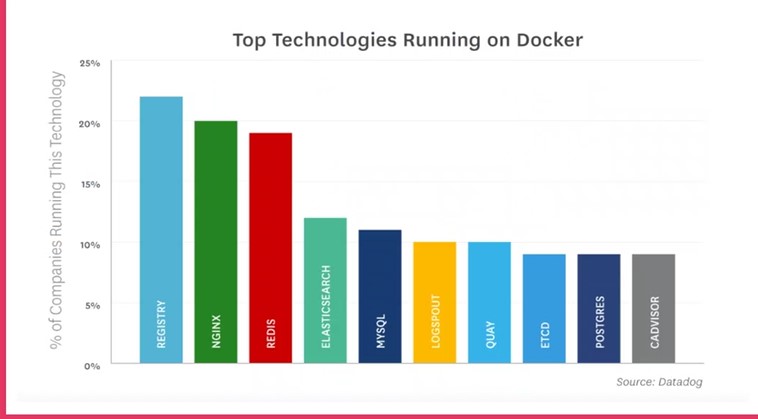 Top Technologies Running on Docker
% of Companies Running This Technology
25%
20%
15%
10%
5%
0%
REGISTRY
NGINX
REDIS
ELASTICSEARCH
MYSQL
LOGSPOUT
QUAY
ETCD
POSTGRES
CADVISOR
Source: Datadog